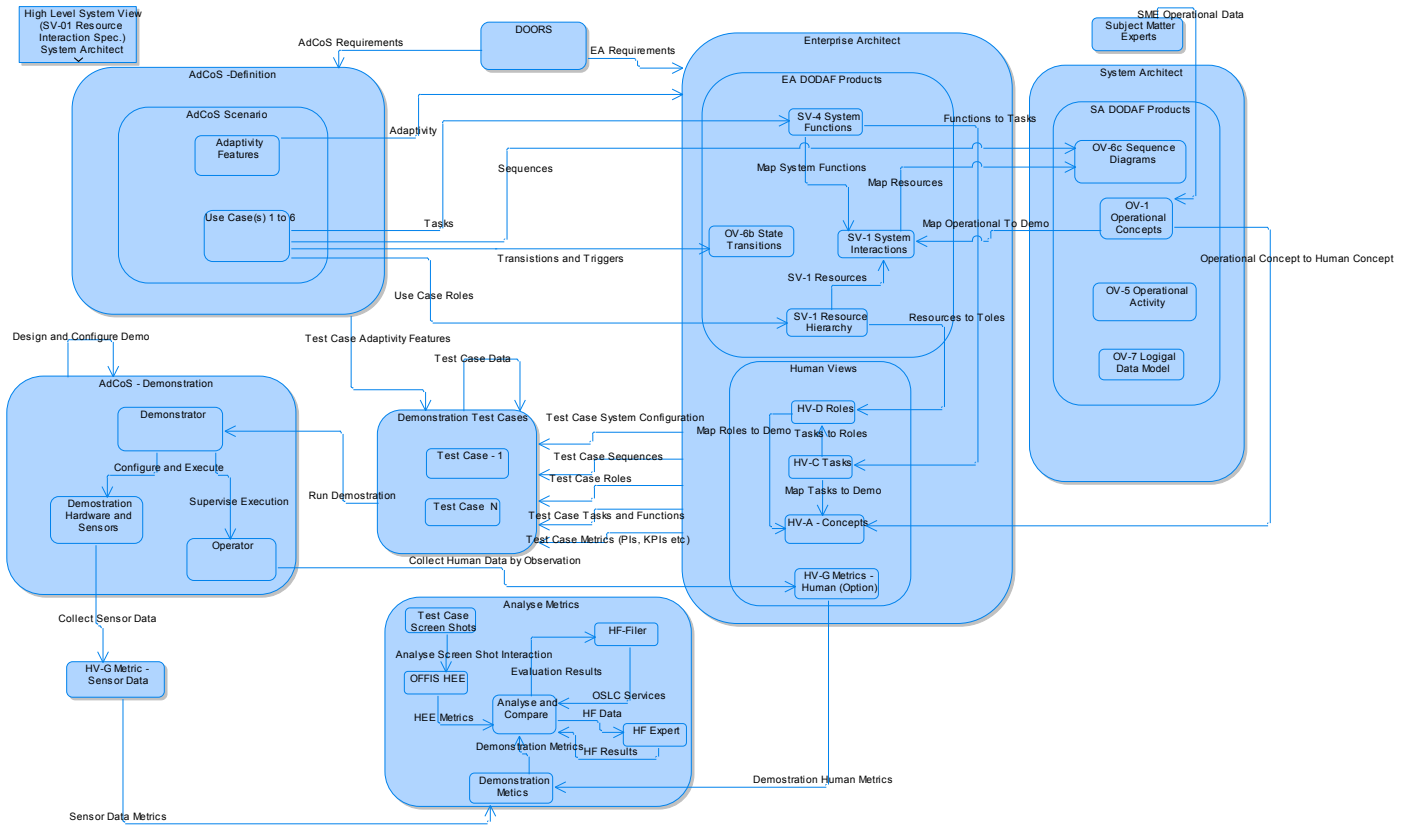 High Level System View
(SV-01 Resource
Interaction Spec.)
System Architect
DOORS
AdCoS Requirements
EA Requirements
SME Operational Data
Subject Matter
Experts
AdCoS -Definition
AdCoS Scenario
Adaptivity
Features
Use Case(s) 1 to 6
Adaptivity
Sequences
Tasks
Transistions and Triggers
Use Case Roles
Enterprise Architect
EA DODAF Products
SV-4 System
Functions
Functions to Tasks
Map System Functions
Map Resources
OV-6b State
Transitions
SV-1 System
Interactions
Map Operational To Demo
SV-1 Resources
SV-1 Resource
Hierarchy
Resources to Toles
System Architect
SA DODAF Products
OV-6c Sequence
Diagrams
OV-1
Operational
Concepts
Operational Concept to Human Concept
OV-5 Operational
Activity
OV-7 Logigal
Data Model
Human Views
HV-D Roles
Map Roles to Demo
Tasks to Roles
HV-C Tasks
Map Tasks to Demo
HV-A - Concepts
HV-G Metrics -
Human (Option)
Design and Configure Demo
AdCoS - Demonstration
Demonstrator
Configure and Execute
Demostration
Hardware and
Sensors
Supervise Execution
Operator
Run Demostration
Test Case Adaptivity Features
Test Case Data
Demonstration Test Cases
Test Case - 1
Test Case  N
Test Case System Configuration
Test Case Sequences
Test Case Roles
Test Case Tasks and Functions
Test Case Metrics (PIs, KPIs etc)
Collect Human Data by Observation
Collect Sensor Data
HV-G Metric -
Sensor Data
Sensor Data Metrics
Analyse Metrics
Test Case
Screen Shots
Analyse Screen Shot Interaction
OFFIS HEE
HEE Metrics
HF-Filer
Evaluation Results
OSLC Services
Analyse and
Compare
HF Data
HF Expert
HF Results
Demonstration Metrics
Demonstration
Metics
Demostration Human Metrics